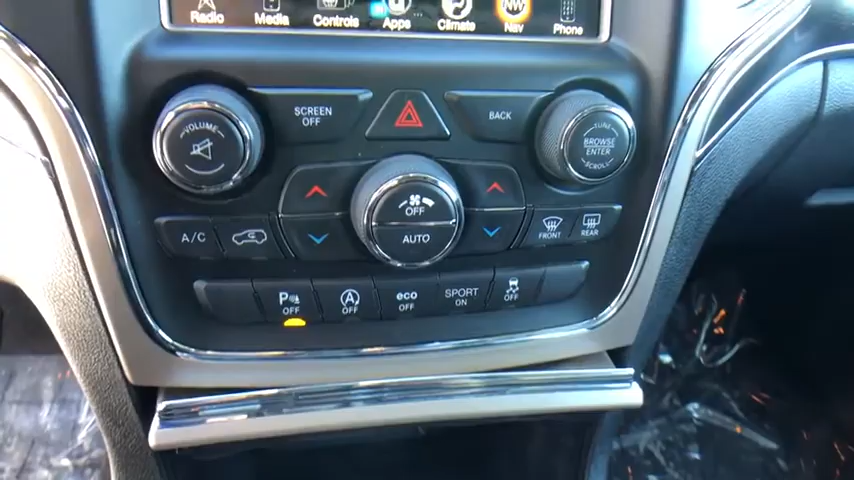 Radio Media Controls Apps Climate NW Nav Phone
SCREEN
OFF
BACK
VOLUME
TUNE
BROWSE
ENTER
SCROLL
OFF
AUTO
A/C
FRONT
REAR
P OFF
A OFF
eco
OFF
SPORT
ON
OFF